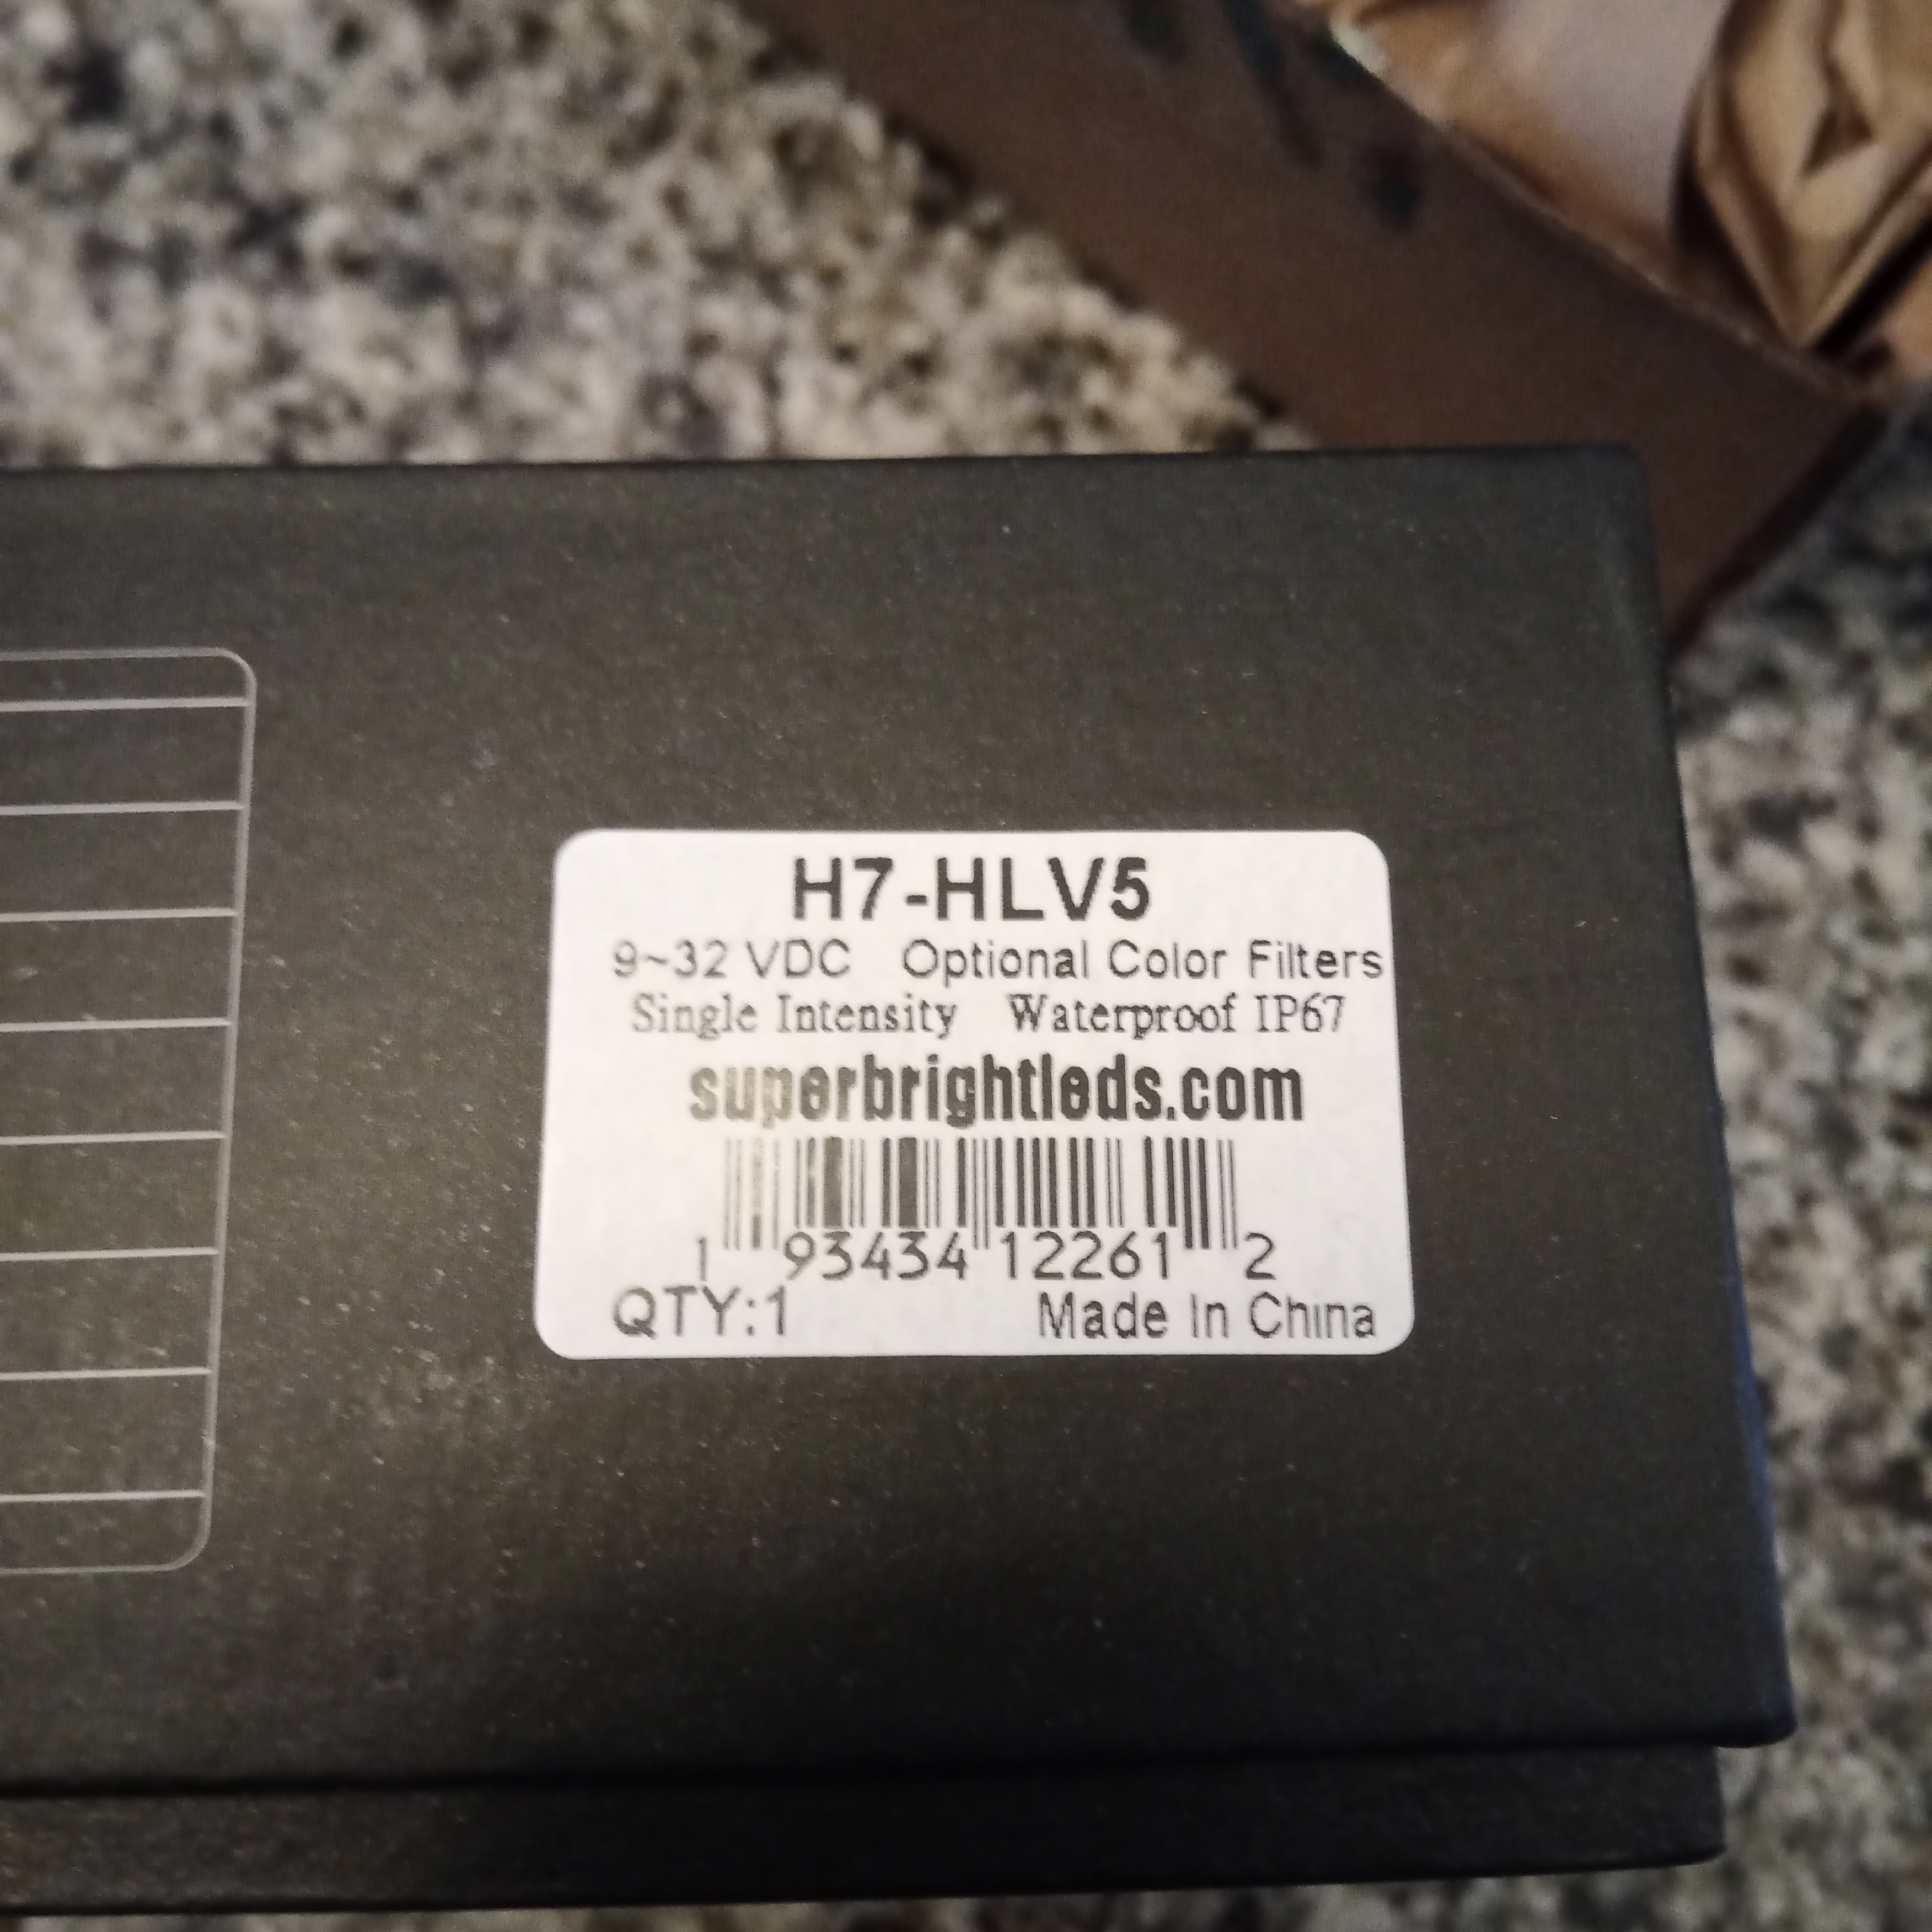 H7-HLV5
9~32 VDC Optional Color Filters
Single Intensity Waterproof IP67
superbrightleds.com
1 93434 12261 2
QTY:1 Made In China